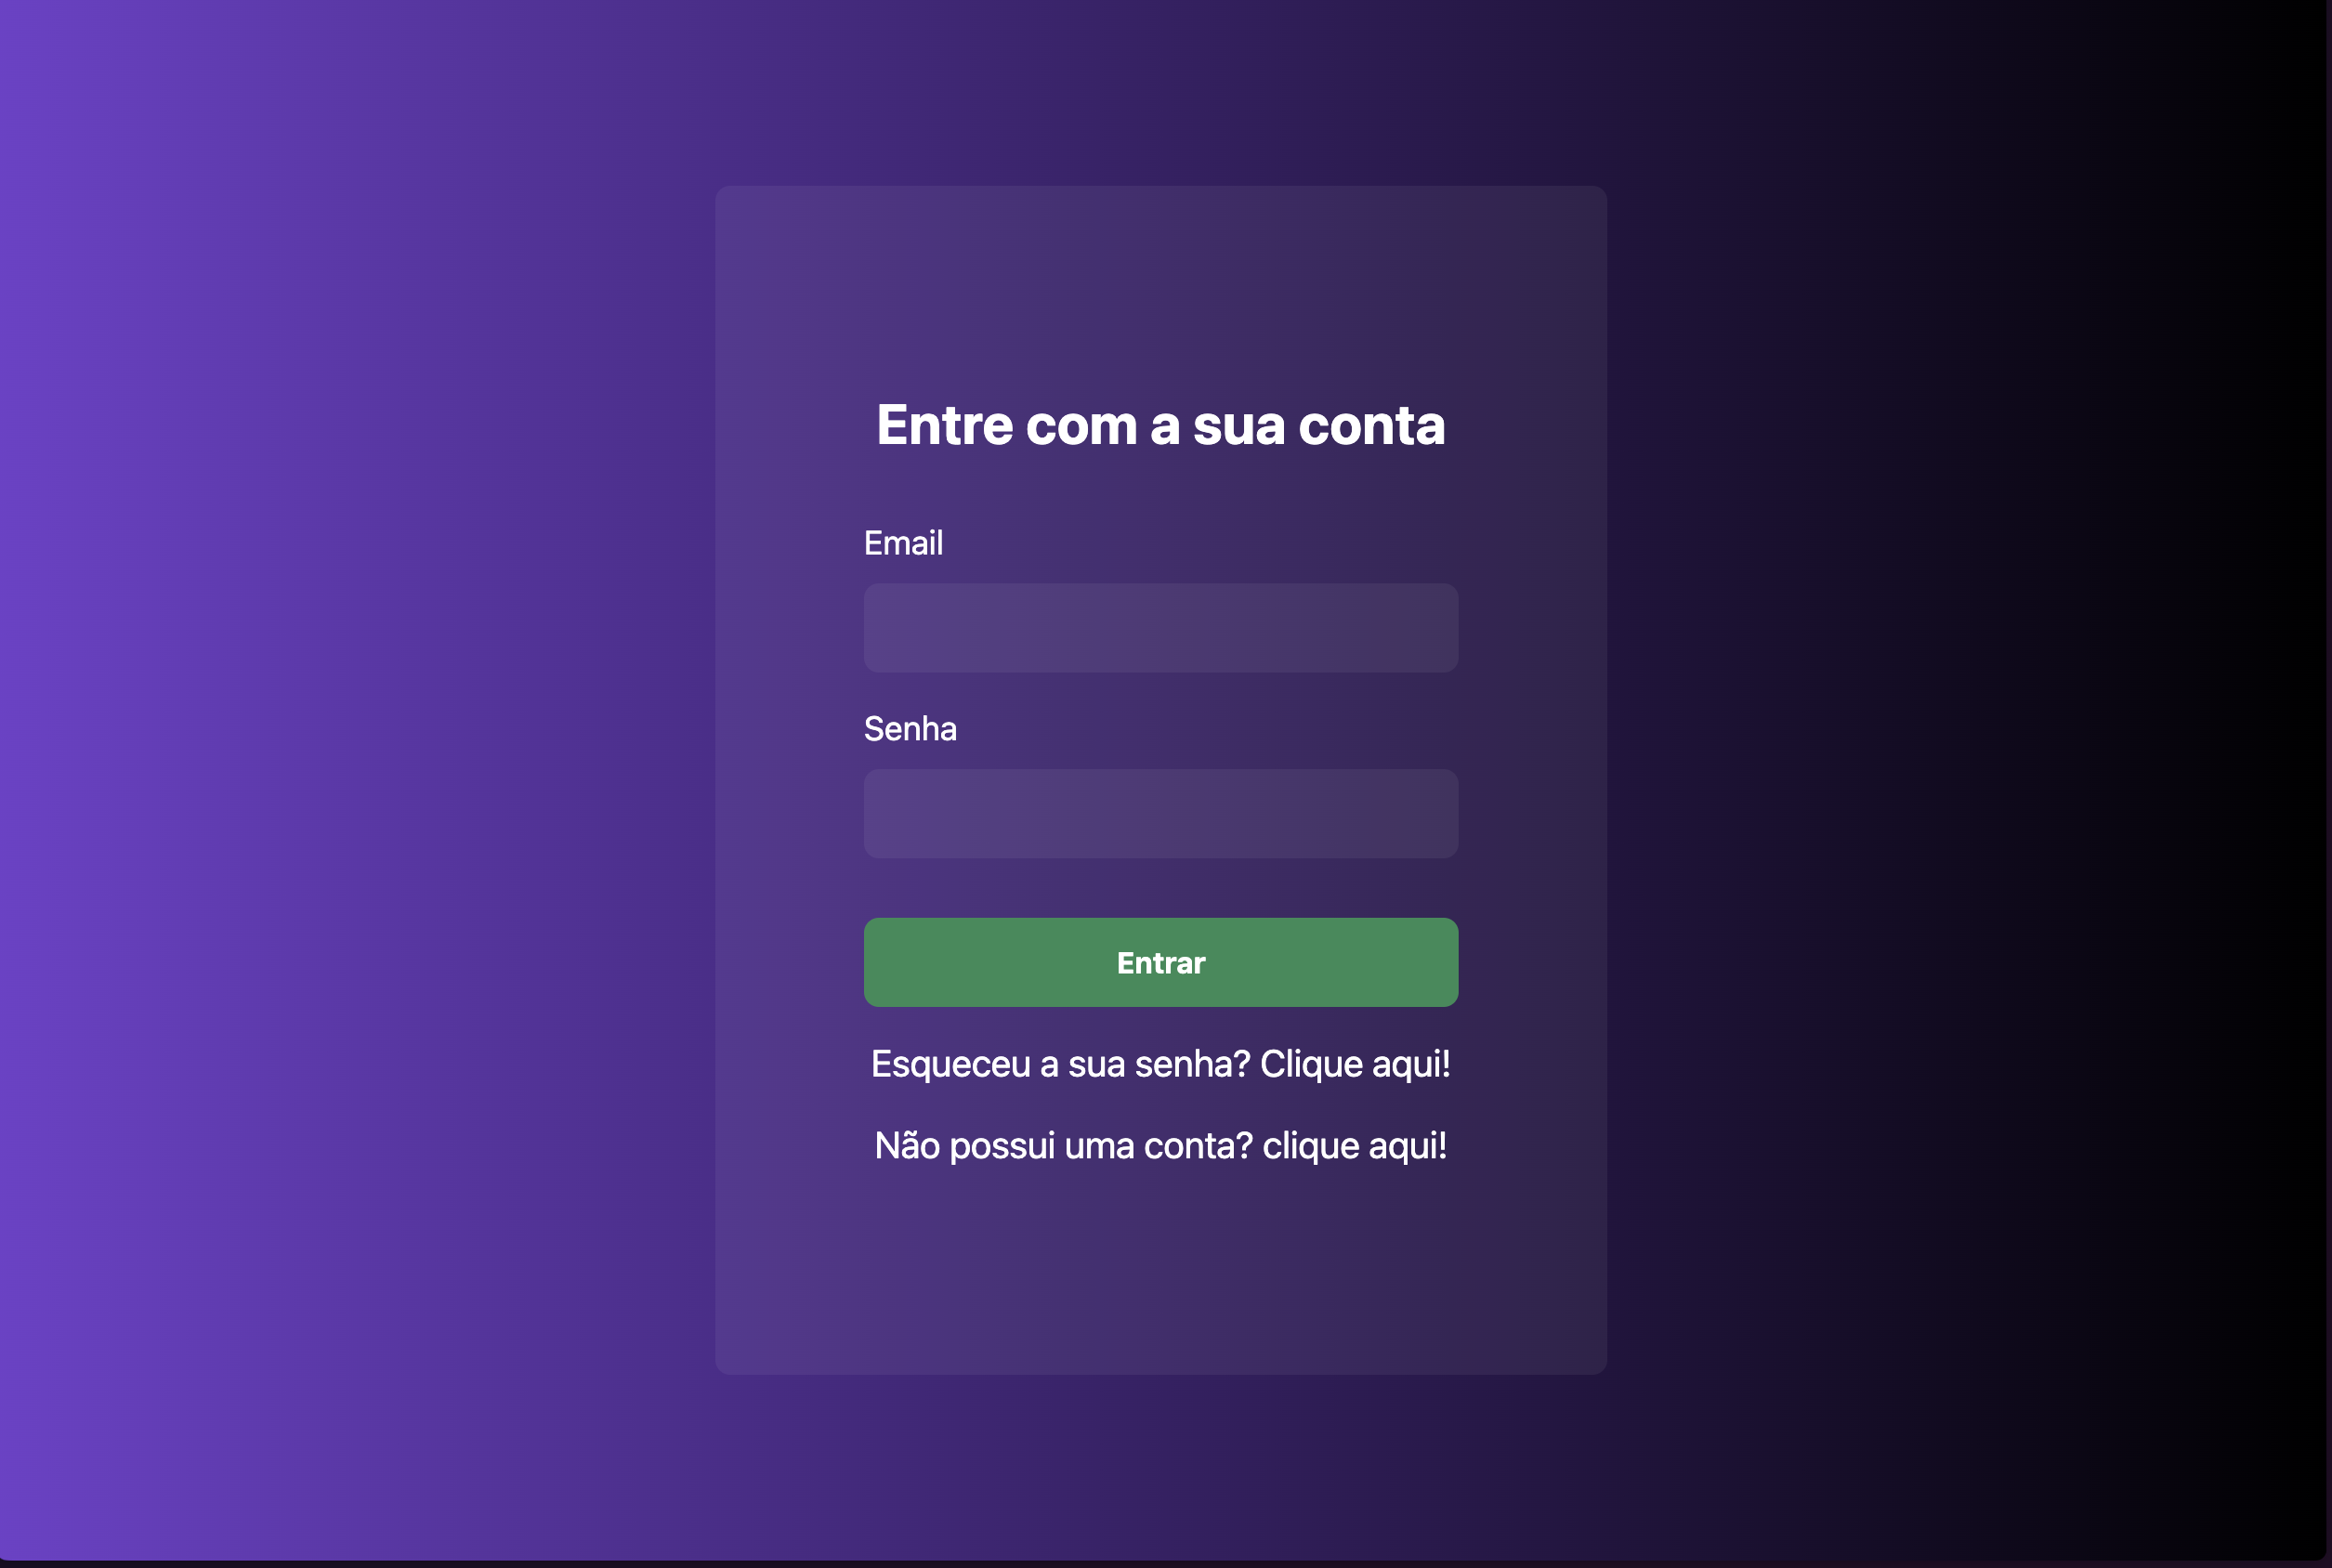 Entre com a sua conta
Email
Senha
Entrar
Esqueceu a sua senha? Clique aqui!
Não possui uma conta? clique aqui!